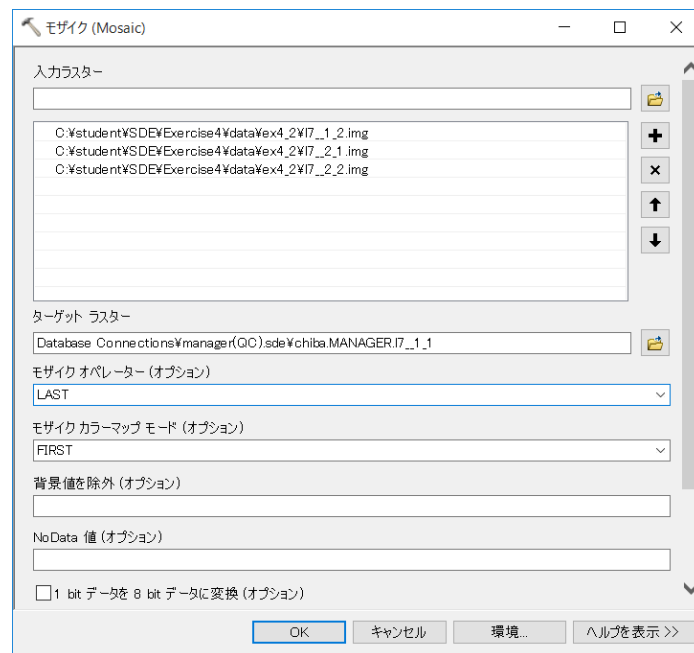 モザイク (Mosaic)
入力ラスター
C:¥student¥SDE¥Exercise4¥data¥ex4_2¥l7__1_2.img
C:¥student¥SDE¥Exercise4¥data¥ex4_2¥l7__2_1.img
C:¥student¥SDE¥Exercise4¥data¥ex4_2¥l7__2_2.img
ターゲット ラスター
Database Connections¥manager(QC).sde¥chiba.MANAGER.l7__1_1
モザイク オペレーター (オプション)
LAST
モザイク カラーマップ モード (オプション)
FIRST
背景値を除外 (オプション)
NoData 値 (オプション)
1 bit データを 8 bit データに変換 (オプション)
OK キャンセル 環境... ヘルプを表示 >>